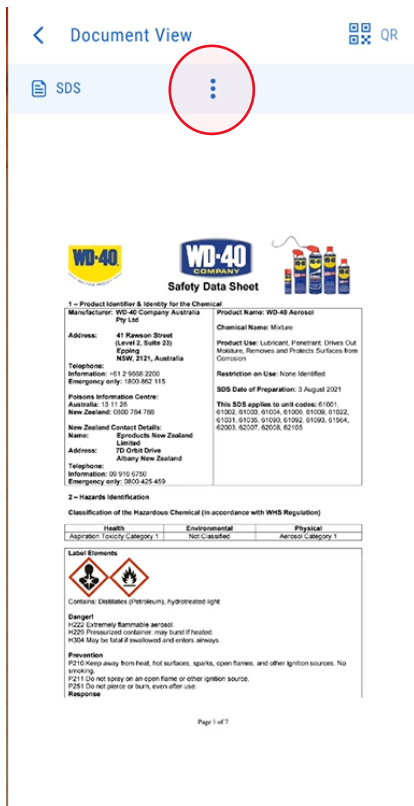 Document View
QR
SDS
WD-40
WD-40
COMPANY
Safety Data Sheet
1 – Product Identifier & Identity for the Chemical
Manufacturer: WD-40 Company Australia
Pty Ltd
Address: 41 Rawson Street
(Level 2, Suite 23)
Epping
NSW, 2121, Australia
Telephone:
Information: +61 2 9868 2200
Emergency only: 1800 862 115
Poisons Information Centre:
Australia: 13 11 26
New Zealand: 0800 764 766
New Zealand Contact Details:
Name: Eproducts New Zealand
Limited
Address: 7D Orbit Drive
Albany New Zealand
Telephone:
Information: 09 916 6750
Emergency only: 0800 425 459
Product Name: WD-40 Aerosol
Chemical Name: Mixture
Product Use: Lubricant, Penetrant, Drives Out
Moisture, Removes and Protects Surfaces from
Corrosion
Restriction on Use: None Identified
SDS Date of Preparation: 3 August 2021
This SDS applies to unit codes: 61001,
61002, 61003, 61004, 61006, 61009, 61022,
61031, 61035, 61090, 61092, 61093, 61564,
62003, 62007, 62008, 62105
2 – Hazards Identification
Classification of the Hazardous Chemical (in accordance with WHS Regulation)
Health Environmental Physical
Aspiration Toxicity Category 1 Not Classified Aerosol Category 1
Label Elements
Contains: Distillates (Petroleum), hydrotreated light
Danger!
H222 Extremely flammable aerosol.
H229 Pressurized container: may burst if heated.
H304 May be fatal if swallowed and enters airways.
Prevention
P210 Keep away from heat, hot surfaces, sparks, open flames, and other ignition sources. No
smoking.
P211 Do not spray on an open flame or other ignition source.
P251 Do not pierce or burn, even after use.
Response
Page 1 of 7